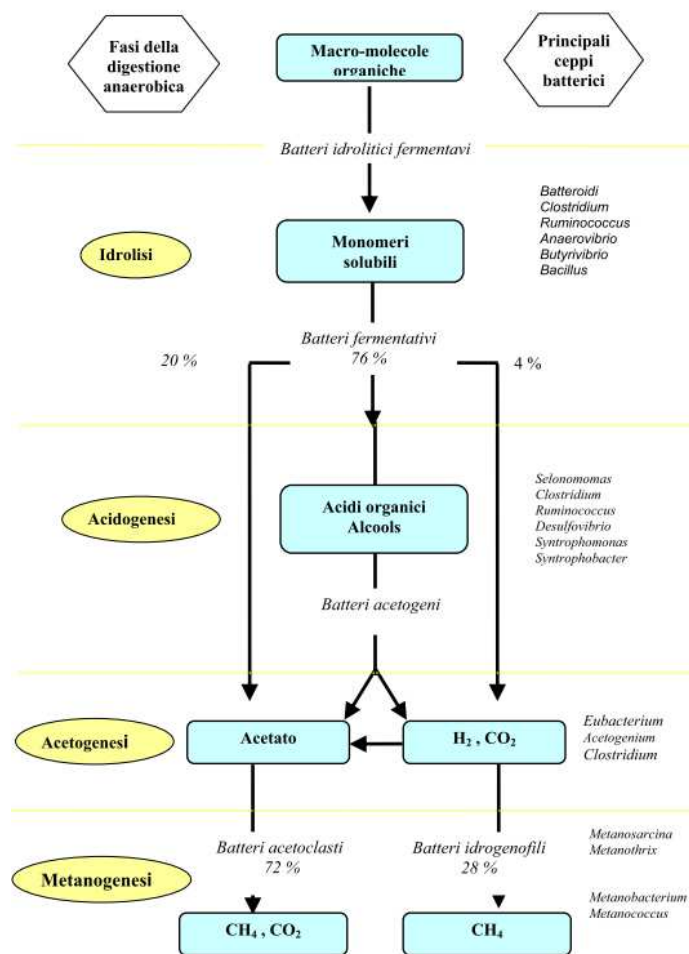 Fasi della
digestione
anaerobica
Macro-molecole
organiche
Principali
ceppi
batterici
Batteri idrolitici fermentavi
Batteroidi
Clostridium
Ruminococcus
Anaerovibrio
Butyrivibrio
Bacillus
Idrolisi
Monomeri
solubili
Batteri fermentativi
20 %
76 %
4 %
Selonomomas
Clostridium
Ruminococcus
Desulfovibrio
Syntrophomonas
Syntrophobacter
Acidogenesi
Acidi organici
Alcools
Batteri acetogeni
Acetogenesi
Acetato
H₂ , CO₂
Eubacterium
Acetogenium
Clostridium
Batteri acetoclasti
72 %
Batteri idrogenofili
28 %
Metanosarcina
Metanothrix
Metanogenesi
Metanobacterium
Metanococcus
CH₄ , CO₂
CH₄